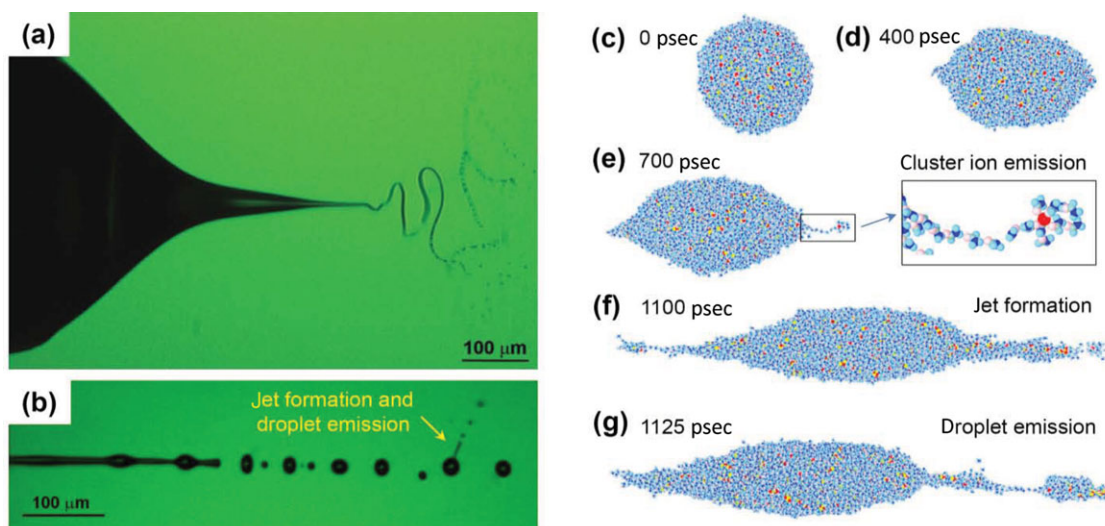 (a)
100 μm
(b)
Jet formation and
droplet emission
100 μm
(c) 0 psec
(d) 400 psec
(e) 700 psec
Cluster ion emission
(f) 1100 psec
Jet formation
(g) 1125 psec
Droplet emission